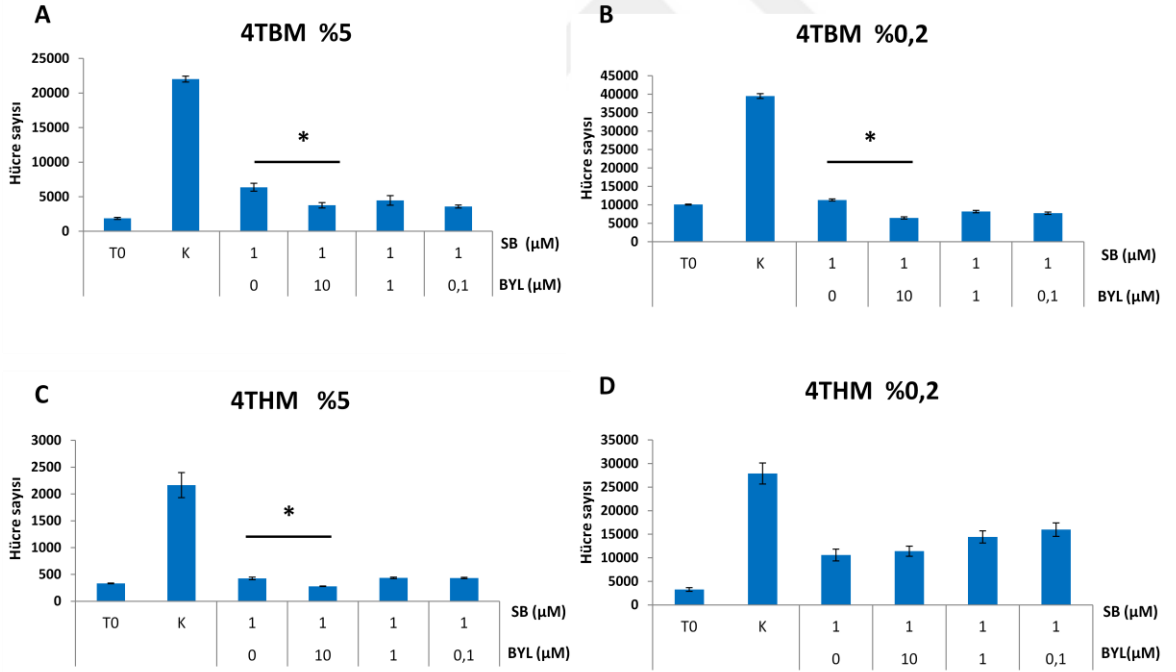 A
4TBM %5
Hücre sayısı
25000
20000
15000
10000
5000
0
*
T0 K 1 1 1 1 SB (µM)
0 10 1 0,1 BYL (µM)
B
4TBM %0,2
Hücre sayısı
45000
40000
35000
30000
25000
20000
15000
10000
5000
0
*
T0 K 1 1 1 1 SB (µM)
0 10 1 0,1 BYL (µM)
C
4THM %5
Hücre sayısı
3000
2500
2000
1500
1000
500
0
*
T0 K 1 1 1 1 SB (µM)
0 10 1 0,1 BYL (µM)
D
4THM %0,2
Hücre sayısı
35000
30000
25000
20000
15000
10000
5000
0
T0 K 1 1 1 1 SB (µM)
0 10 1 0,1 BYL(µM)